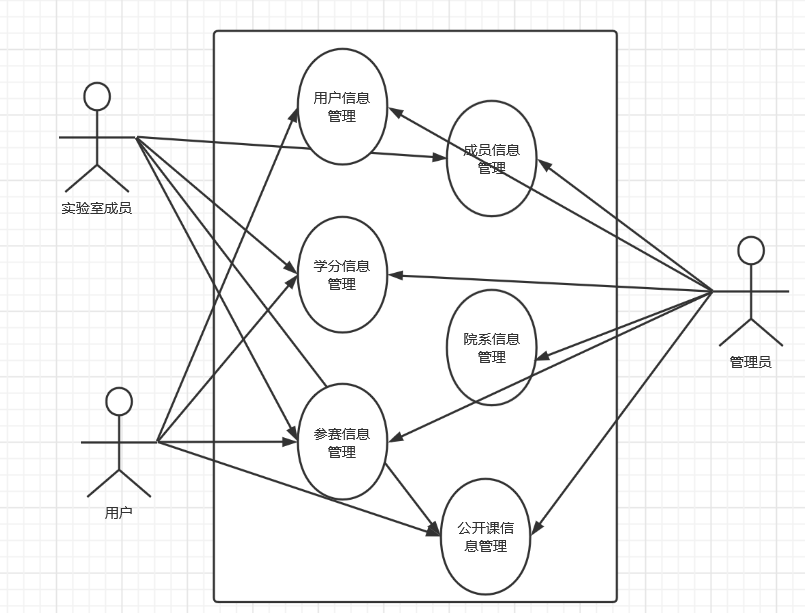 用户信息
管理
成员信息
管理
实验室成员
学分信息
管理
院系信息
管理
管理员
参赛信息
管理
用户
公开课信
息管理